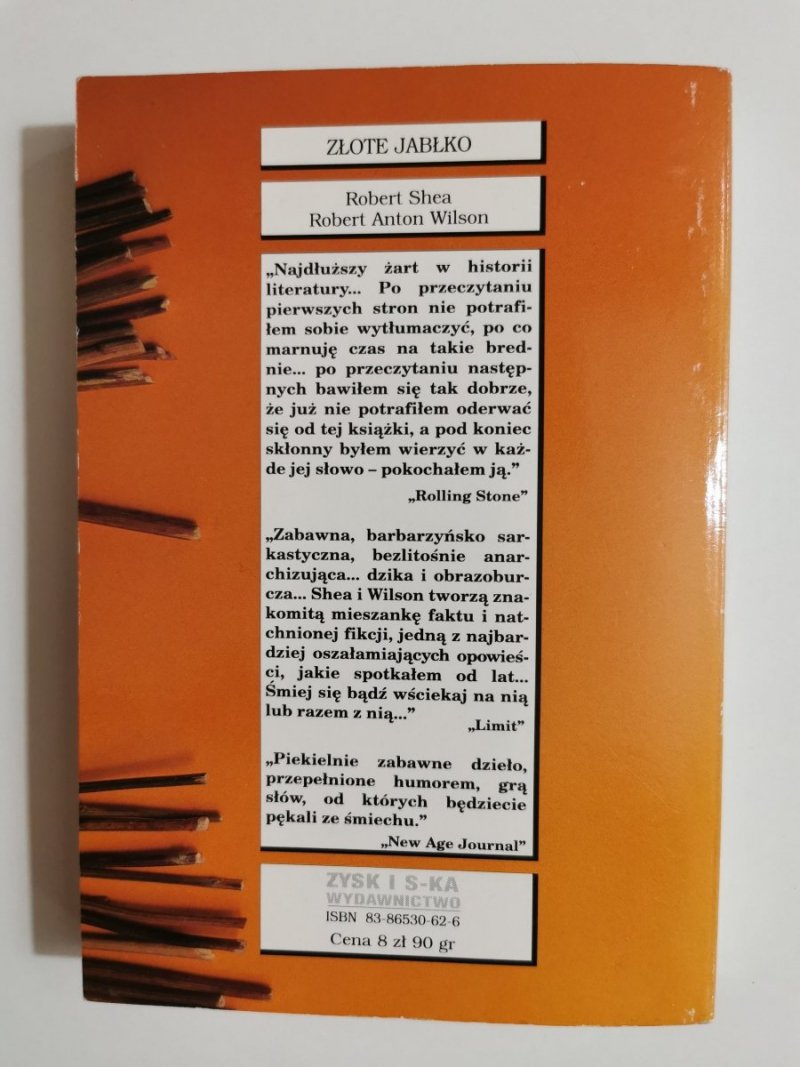 ZŁOTE JABŁKO
Robert Shea
Robert Anton Wilson
„Najdłuższy żart w historii
literatury... Po przeczytaniu
pierwszych stron nie potrafi-
łem sobie wytłumaczyć, po co
marnuję czas na takie bred-
nie... po przeczytaniu następ-
nych bawiłem się tak dobrze,
że już nie potrafiłem oderwać
się od tej książki, a pod koniec
skłonny byłem wierzyć w każ-
de jej słowo – pokochałem ją.”
„Rolling Stone”
„Zabawna, barbarzyńsko sar-
kastyczna, bezlitośnie anar-
chizująca... dzika i obrazobur-
cza... Shea i Wilson tworzą zna-
komitą mieszankę faktu i nat-
chnionej fikcji, jedną z najbar-
dziej oszałamiających opowieś-
ci, jakie spotkałem od lat...
Śmiej się bądź wściekaj na nią
lub razem z nią...”
„Limit”
„Piekielnie zabawne dzieło,
przepełnione humorem, grą
słów, od których będziecie
pękali ze śmiechu.”
„New Age Journal”
ZYSK I S-KA
WYDAWNICTWO
ISBN 83-86530-62-6
Cena 8 zł 90 gr